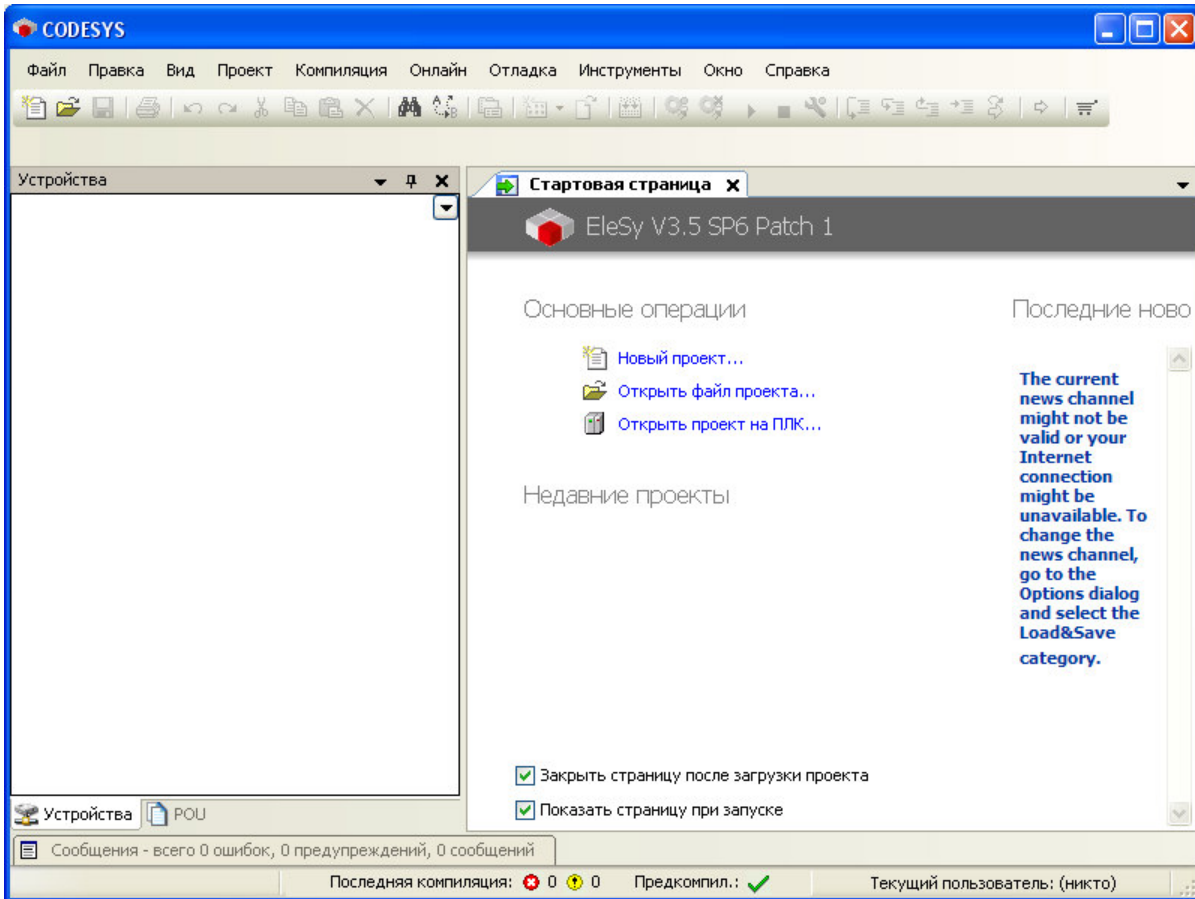 CODESYS
Файл Правка Вид Проект Компиляция Онлайн Отладка Инструменты Окно Справка
Устройства
Стартовая страница
EleSy V3.5 SP6 Patch 1
Основные операции
Новый проект...
Открыть файл проекта...
Открыть проект на ПЛК...
Недавние проекты
Последние ново
The current
news channel
might not be
valid or your
Internet
connection
might be
unavailable. To
change the
news channel,
go to the
Options dialog
and select the
Load&Save
category.
Закрыть страницу после загрузки проекта
Показать страницу при запуске
Устройства POU
Сообщения - всего 0 ошибок, 0 предупреждений, 0 сообщений
Последняя компиляция: 0 0 Предкомпил.: Текущий пользователь: (никто)